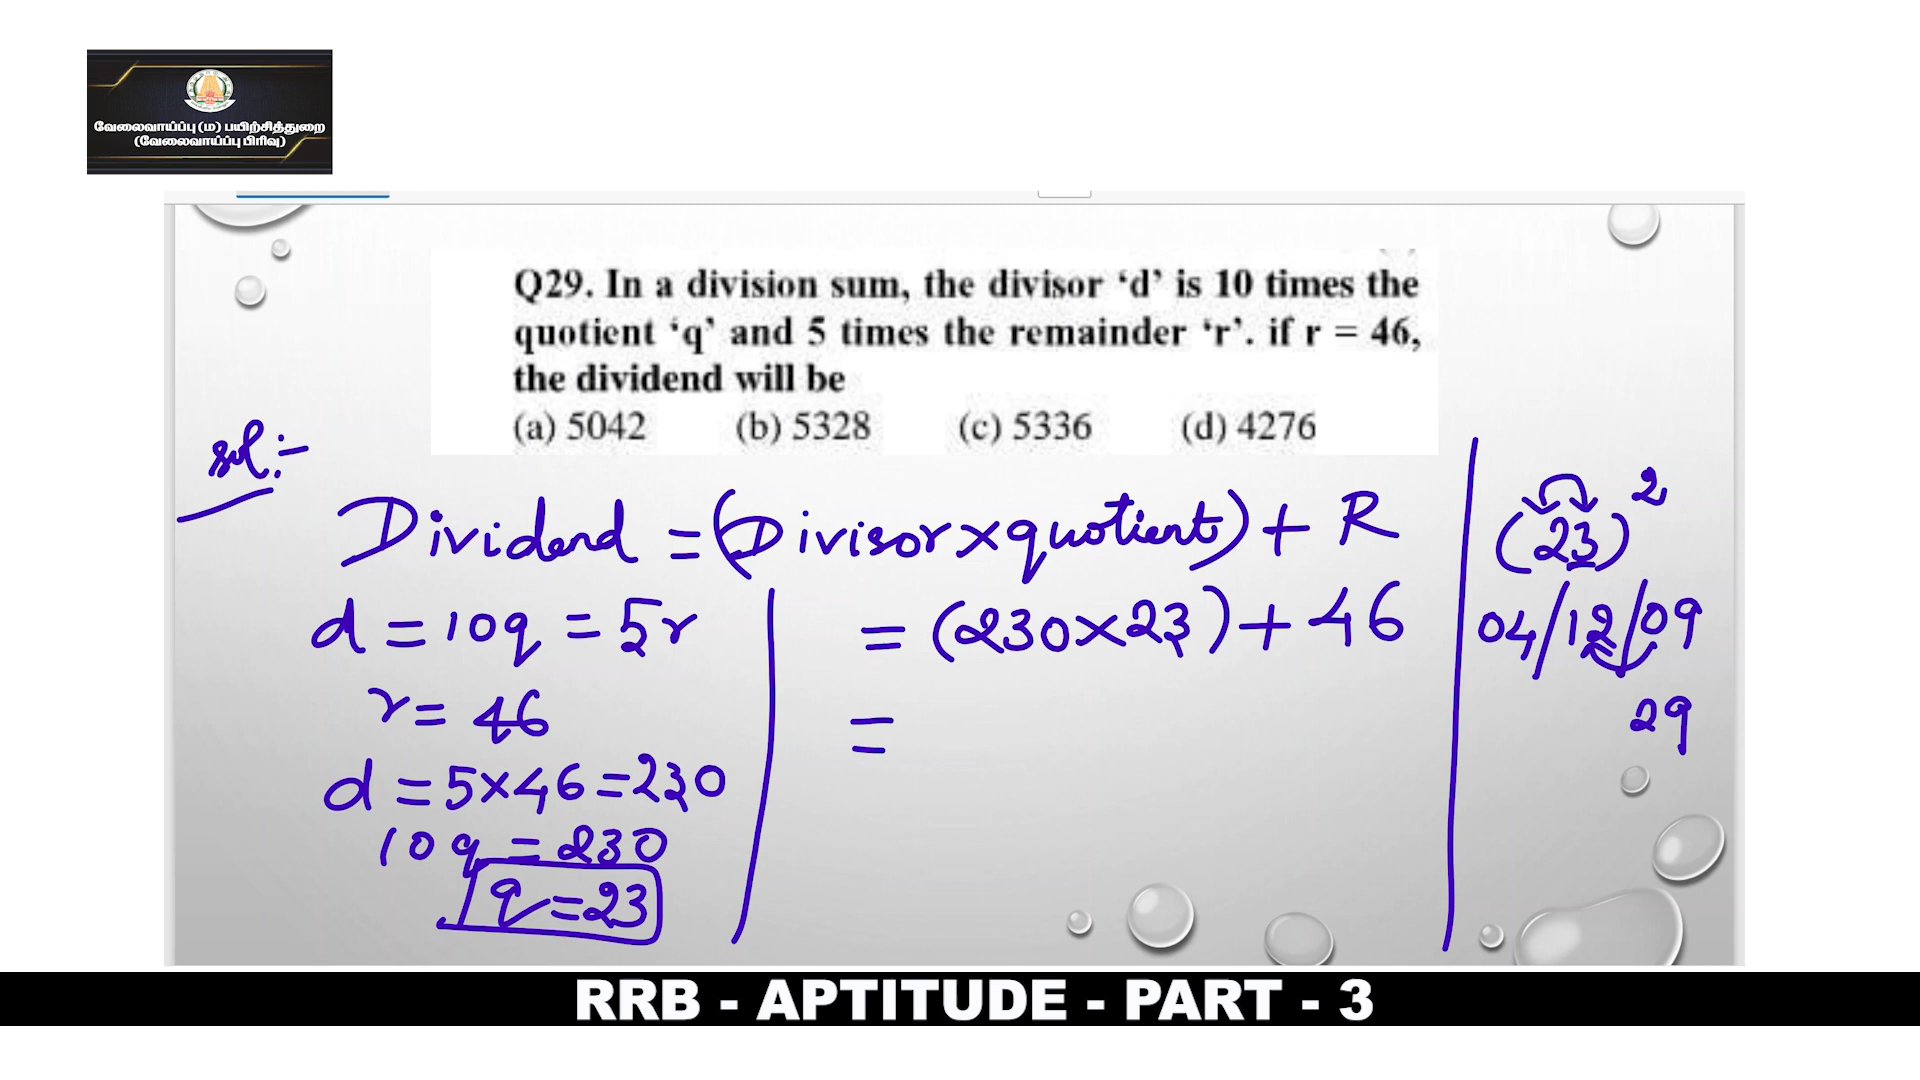 வேலைவாய்ப்பு (ம) பயிற்சித்துறை
(வேலைவாய்ப்பு பிரிவு)
Q29. In a division sum, the divisor ‘d’ is 10 times the
quotient ‘q’ and 5 times the remainder ‘r’. if r = 46,
the dividend will be
(a) 5042 (b) 5328 (c) 5336 (d) 4276
sol:-
Dividend = (Divisor × quotient) + R
d = 10q = 5r
r = 46
d = 5×46 = 230
10q = 230
q = 23
= (230×23) + 46
=
(23)²
04/12/09
29
RRB - APTITUDE - PART - 3